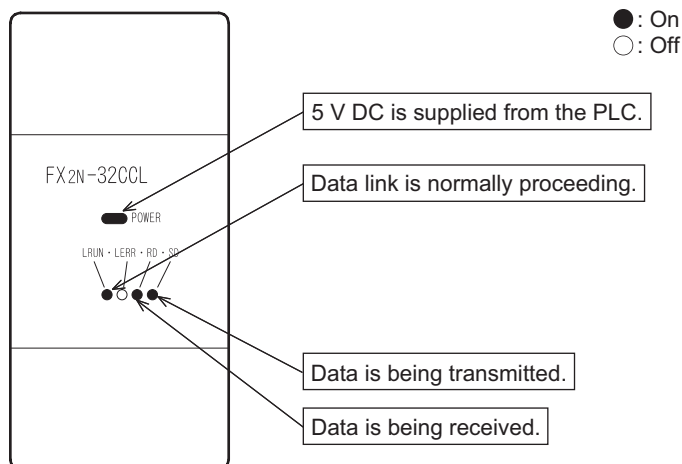 ●: On
○: Off
5 V DC is supplied from the PLC.
FX2N-32CCL
Data link is normally proceeding.
POWER
LRUN・LERR・RD・SD
Data is being transmitted.
Data is being received.